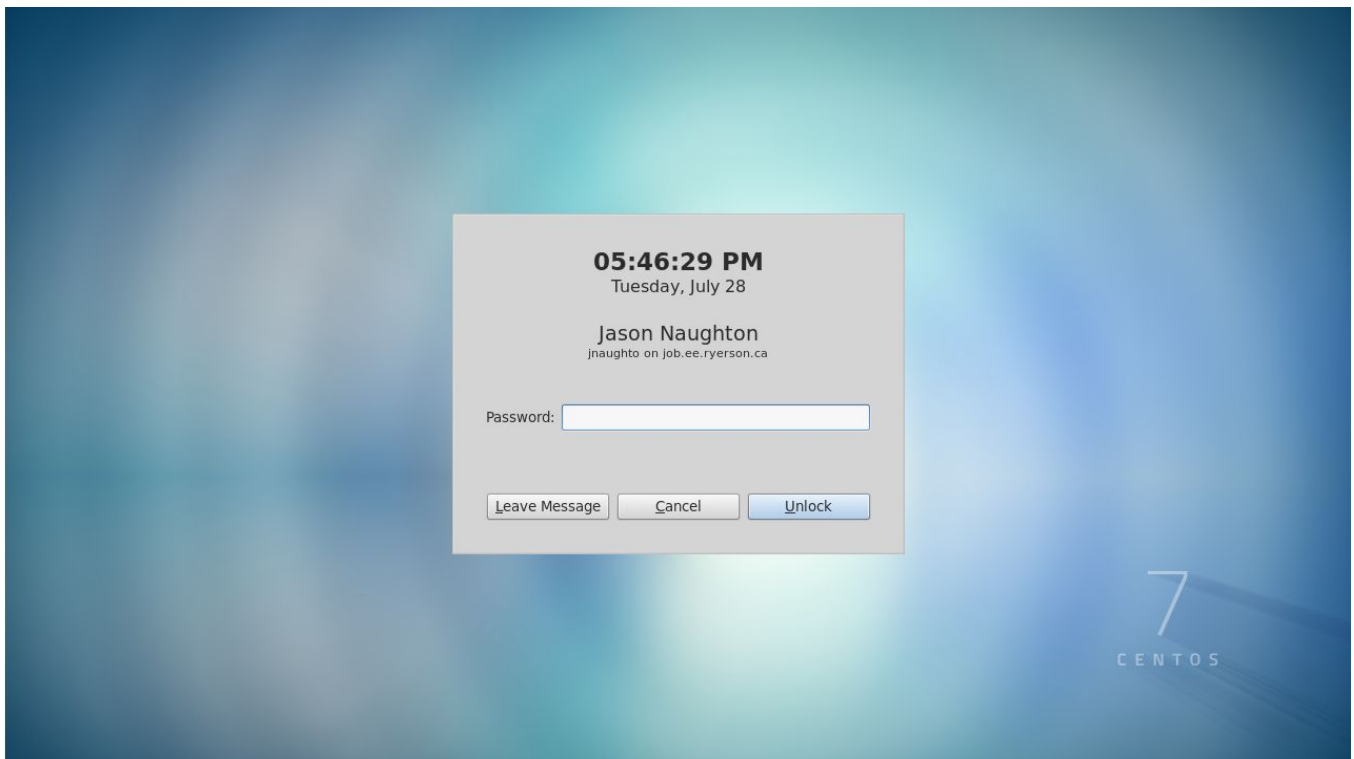 05:46:29 PM
Tuesday, July 28
Jason Naughton
jnaughto on job.ee.ryerson.ca
Password:
Leave Message Cancel Unlock
7
CENTOS